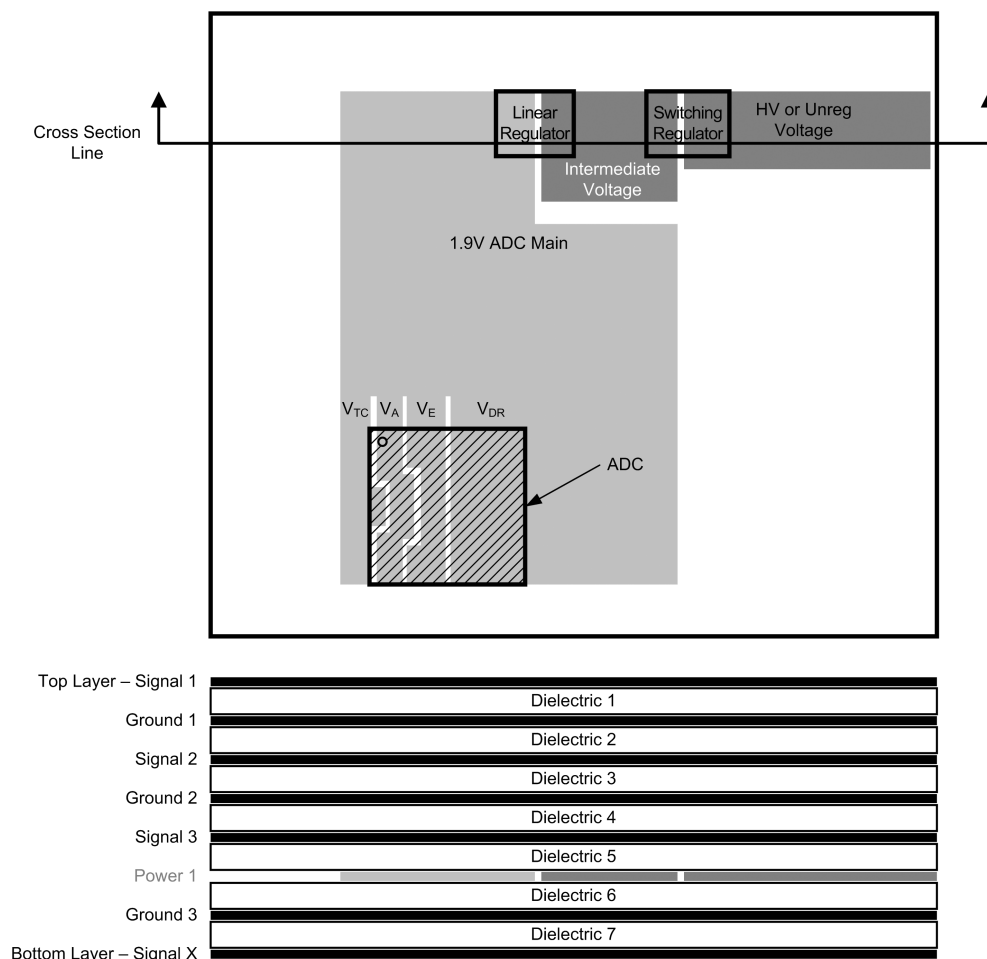 Cross Section
Line
Linear
Regulator
Switching
Regulator
HV or Unreg
Voltage
Intermediate
Voltage
1.9V ADC Main
VTC
VA
VE
VDR
ADC
Top Layer – Signal 1
Dielectric 1
Ground 1
Dielectric 2
Signal 2
Dielectric 3
Ground 2
Dielectric 4
Signal 3
Dielectric 5
Power 1
Dielectric 6
Ground 3
Dielectric 7
Bottom Layer – Signal X